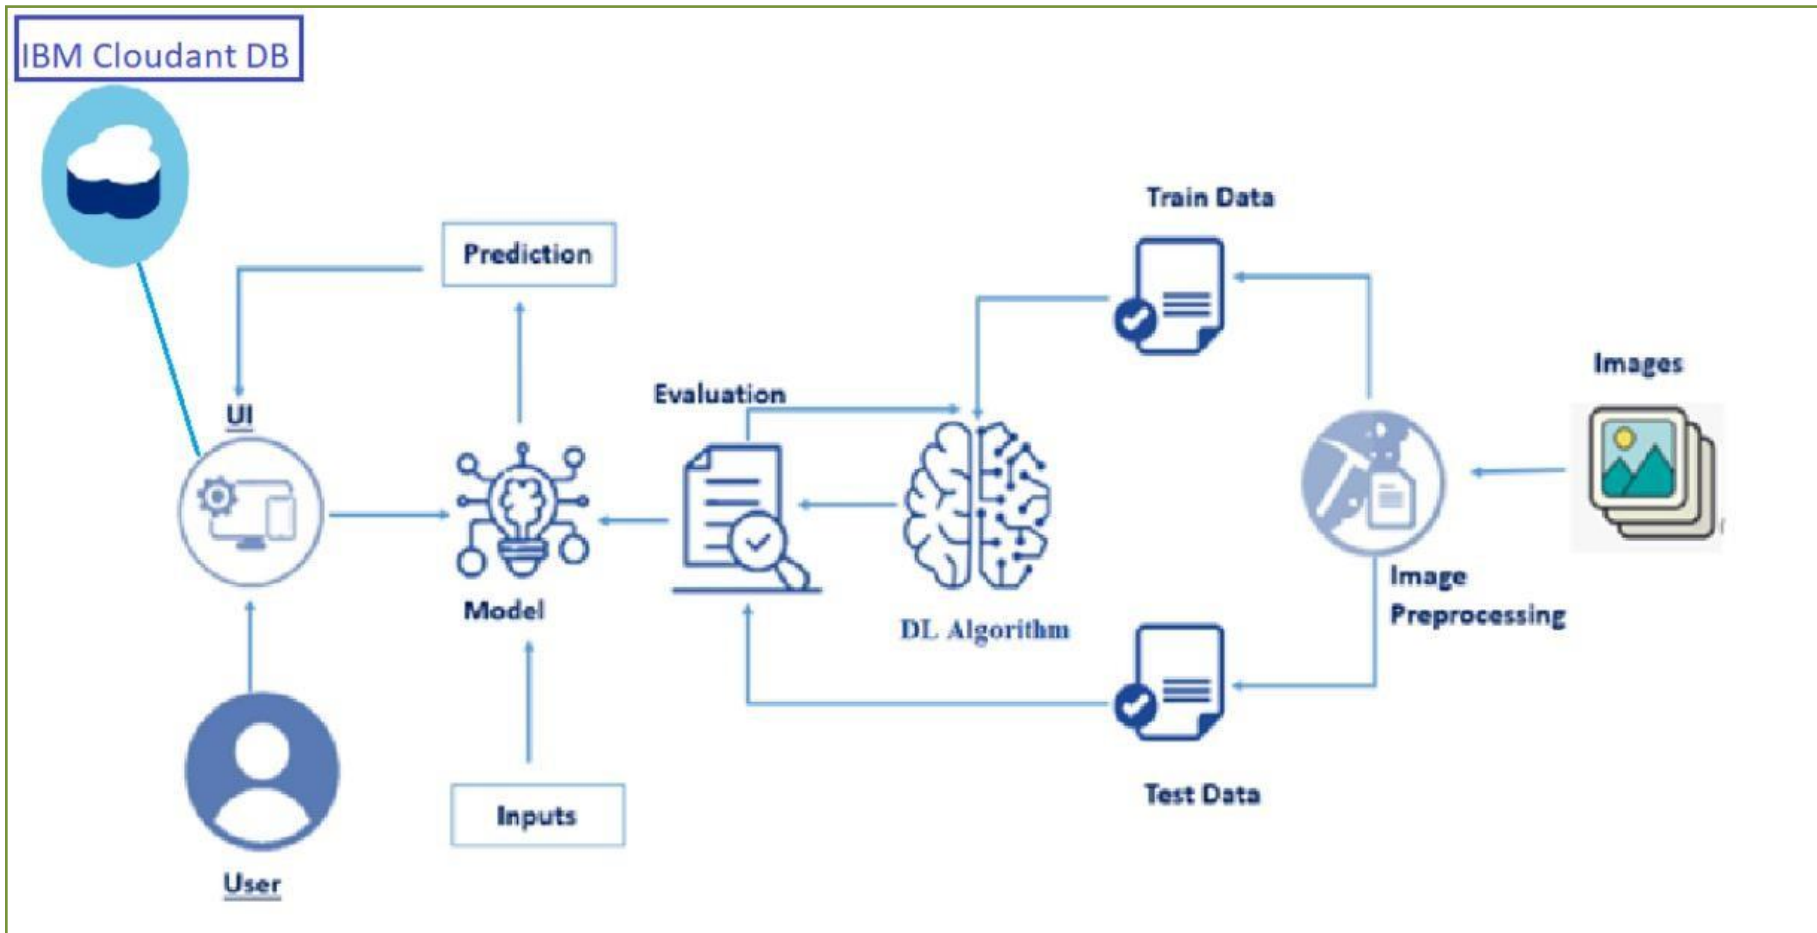 IBM Cloudant DB
Train Data
Prediction
Images
Evaluation
UI
Image
Preprocessing
Model
DL Algorithm
Test Data
Inputs
User